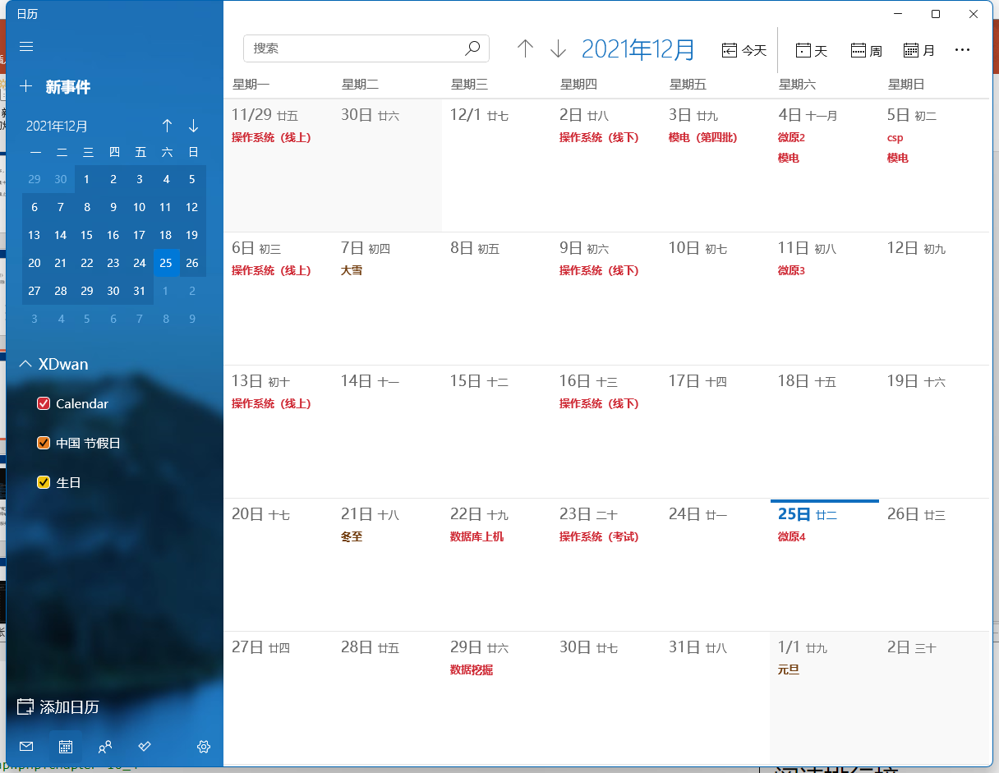 日历
搜索
2021年12月
今天
天
周
月
新事件
2021年12月
一 二 三 四 五 六 日
29 30 1 2 3 4 5
6 7 8 9 10 11 12
13 14 15 16 17 18 19
20 21 22 23 24 25 26
27 28 29 30 31 1 2
3 4 5 6 7 8 9
XDwan
Calendar
中国 节假日
生日
添加日历
星期一 星期二 星期三 星期四 星期五 星期六 星期日
11/29 廿五 30日 廿六 12/1 廿七 2日 廿八 3日 廿九 4日 十一月 5日 初二
操作系统（线上） 操作系统（线下） 模电（第四批） 微原2 csp
模电 模电
6日 初三 7日 初四 8日 初五 9日 初六 10日 初七 11日 初八 12日 初九
操作系统（线上） 大雪 操作系统（线下） 微原3
13日 初十 14日 十一 15日 十二 16日 十三 17日 十四 18日 十五 19日 十六
操作系统（线上） 操作系统（线下）
20日 十七 21日 十八 22日 十九 23日 二十 24日 廿一 25日 廿二 26日 廿三
冬至 数据库上机 操作系统（考试） 微原4
27日 廿四 28日 廿五 29日 廿六 30日 廿七 31日 廿八 1/1 廿九 2日 三十
数据挖掘 元旦